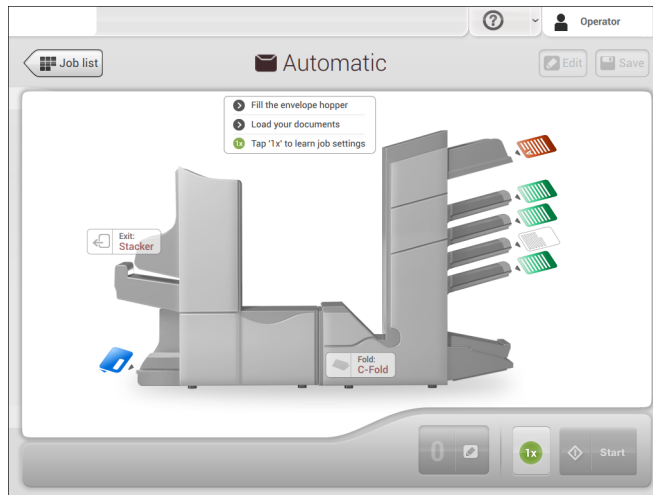 ?
Operator
Job list
Automatic
Edit
Save
Fill the envelope hopper
Load your documents
1x Tap '1x' to learn job settings
Exit:
Stacker
Fold:
C-Fold
0
1x
Start